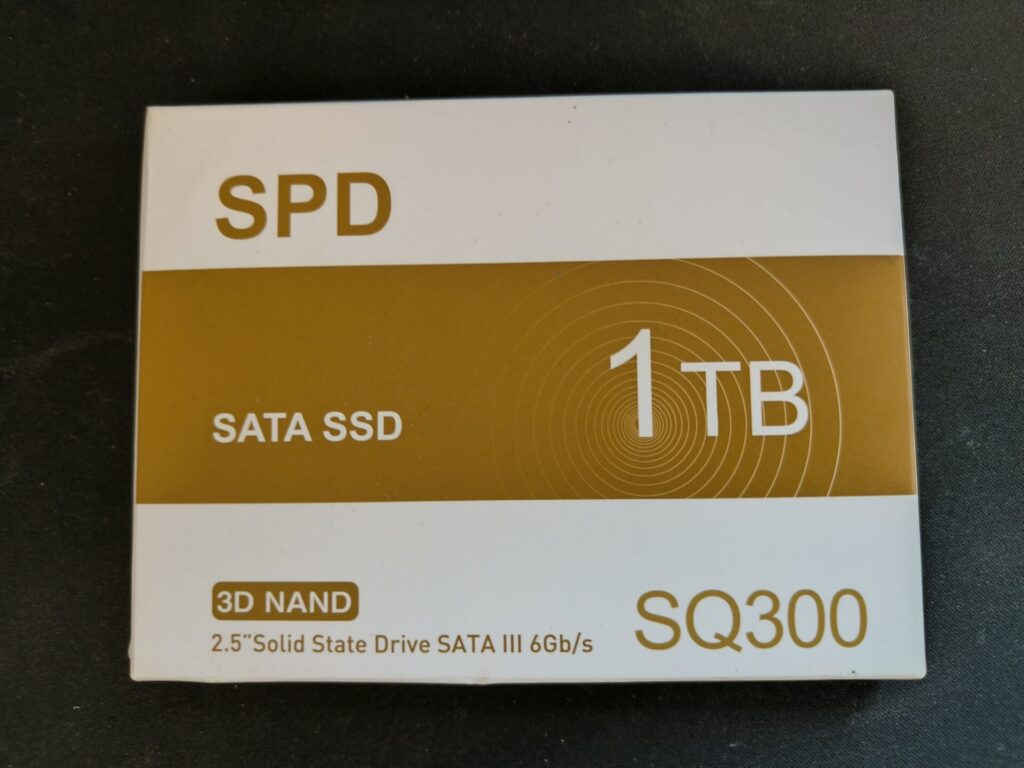 SPD
SATA SSD
1TB
3D NAND
2.5”Solid State Drive SATA III 6Gb/s
SQ300